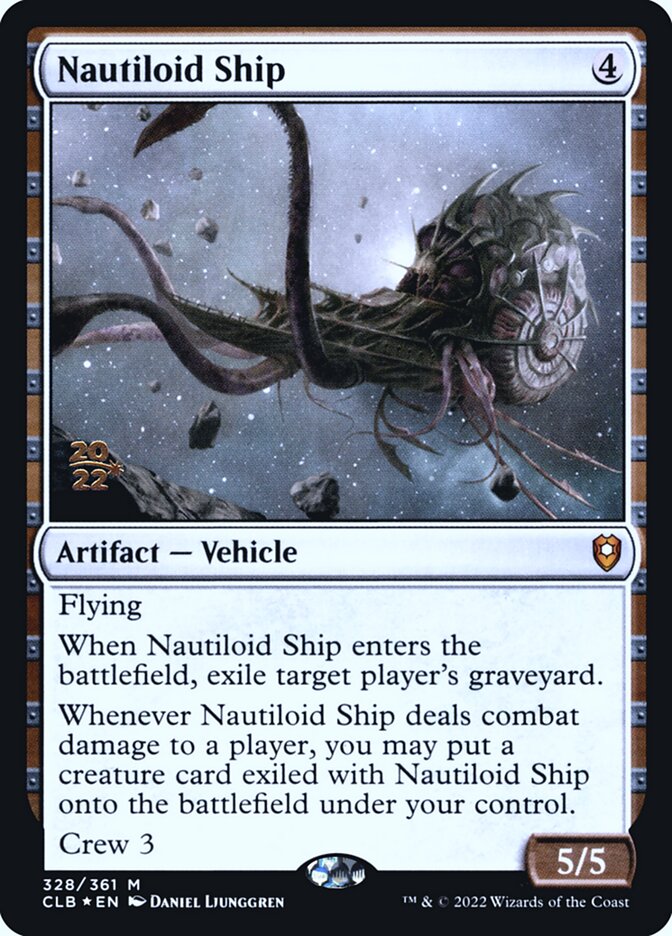 Nautiloid Ship 4
20
22
Artifact — Vehicle
Flying
When Nautiloid Ship enters the
battlefield, exile target player's graveyard.
Whenever Nautiloid Ship deals combat
damage to a player, you may put a
creature card exiled with Nautiloid Ship
onto the battlefield under your control.
Crew 3
5/5
328/361 M
CLB ★ EN Daniel Ljunggren
™ & © 2022 Wizards of the Coast